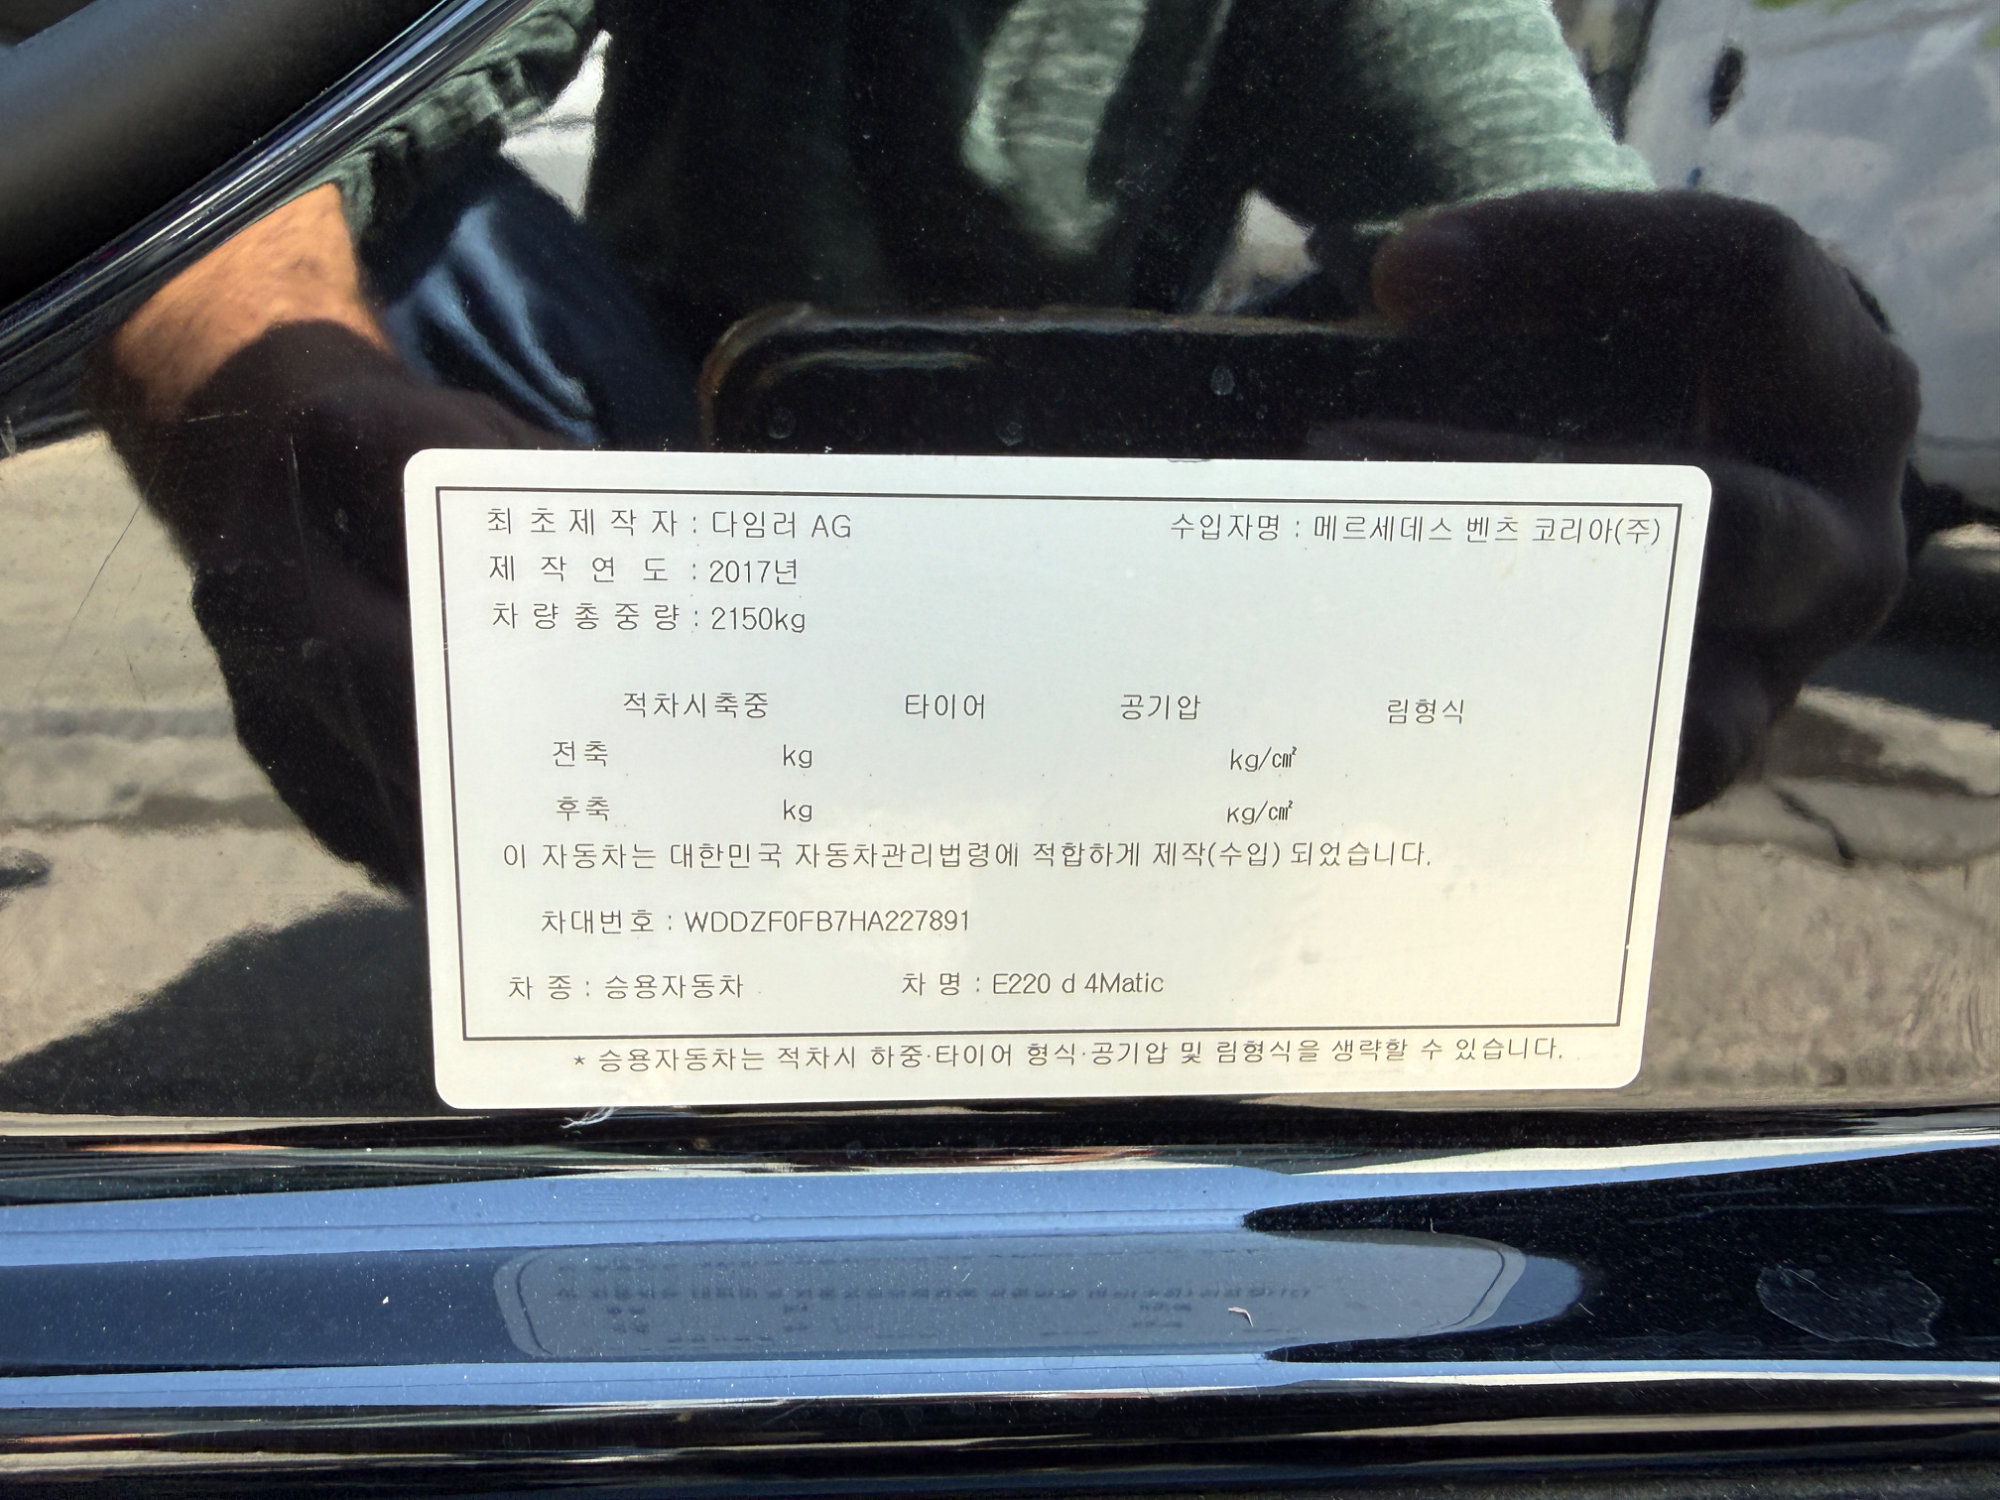 최초제작자 : 다임러 AG 수입자명 : 메르세데스 벤츠 코리아(주)
제작연도 : 2017년
차량총중량 : 2150kg
적차시축중 타이어 공기압 림형식
전축 kg kg/㎠
후축 kg kg/㎠
이 자동차는 대한민국 자동차관리법령에 적합하게 제작(수입) 되었습니다.
차대번호 : WDDZF0FB7HA227891
차종 : 승용자동차 차명 : E220 d 4Matic
* 승용자동차는 적차시 하중·타이어 형식·공기압 및 림형식을 생략할 수 있습니다.